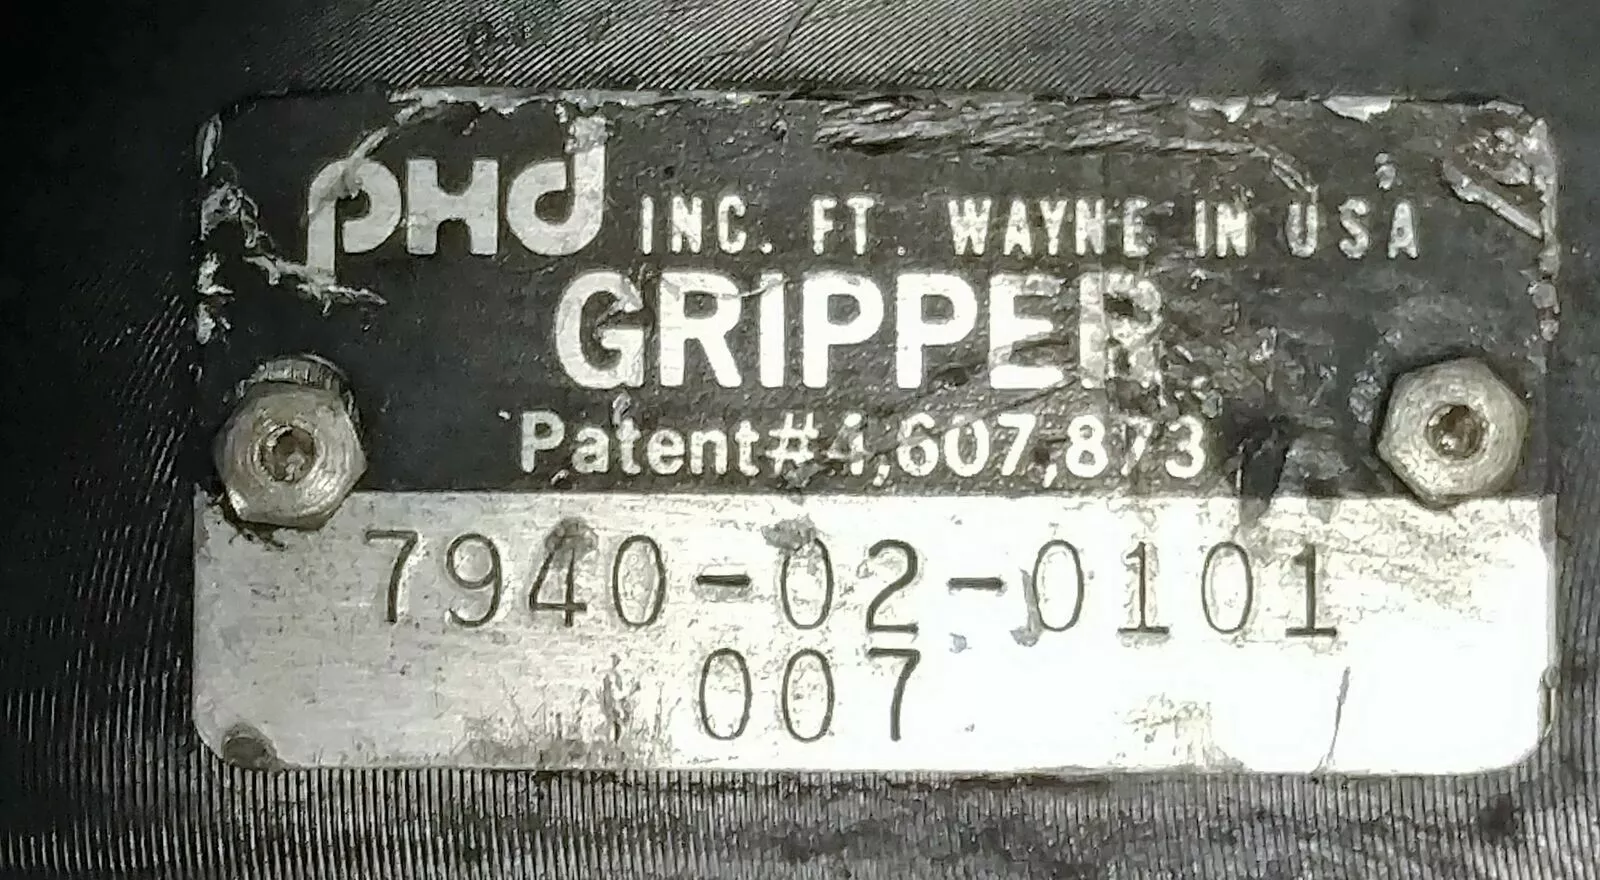 PHD INC. FT. WAYNE IN USA
GRIPPER
Patent#4,607,873
7940-02-0101
007